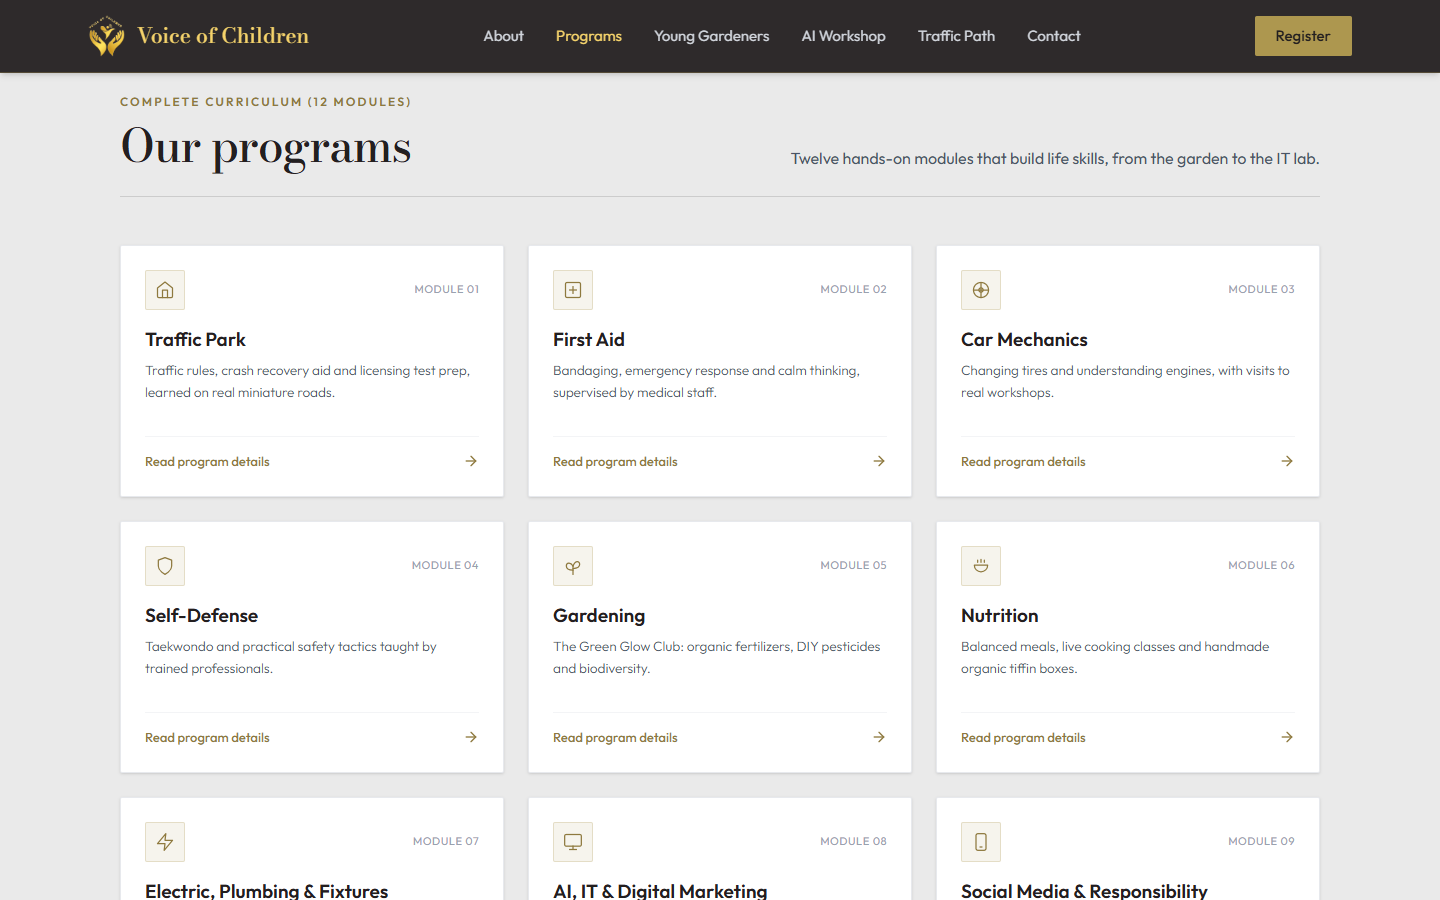 Voice of Children
About
Programs
Young Gardeners
AI Workshop
Traffic Path
Contact
Register
COMPLETE CURRICULUM (12 MODULES)
Our programs
Twelve hands-on modules that build life skills, from the garden to the IT lab.
MODULE 01
Traffic Park
Traffic rules, crash recovery aid and licensing test prep,
learned on real miniature roads.
Read program details
MODULE 02
First Aid
Bandaging, emergency response and calm thinking,
supervised by medical staff.
Read program details
MODULE 03
Car Mechanics
Changing tires and understanding engines, with visits to
real workshops.
Read program details
MODULE 04
Self-Defense
Taekwondo and practical safety tactics taught by
trained professionals.
Read program details
MODULE 05
Gardening
The Green Glow Club: organic fertilizers, DIY pesticides
and biodiversity.
Read program details
MODULE 06
Nutrition
Balanced meals, live cooking classes and handmade
organic tiffin boxes.
Read program details
MODULE 07
Electric, Plumbing & Fixtures
MODULE 08
AI, IT & Digital Marketing
MODULE 09
Social Media & Responsibility